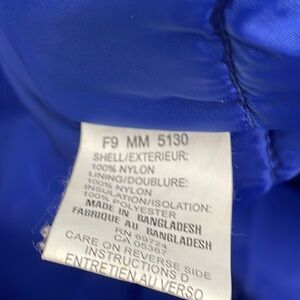 F9 MM 5130
SHELL/EXTERIEUR:
100% NYLON
LINING/DOUBLURE:
100% NYLON
INSULATION/ISOLATION:
100% POLYESTER
MADE IN BANGLADESH
FABRIQUE AU BANGLADESH
RN 69724
CA 05367
CARE ON REVERSE SIDE
INSTRUCTIONS D
ENTRETIEN AU VERSO